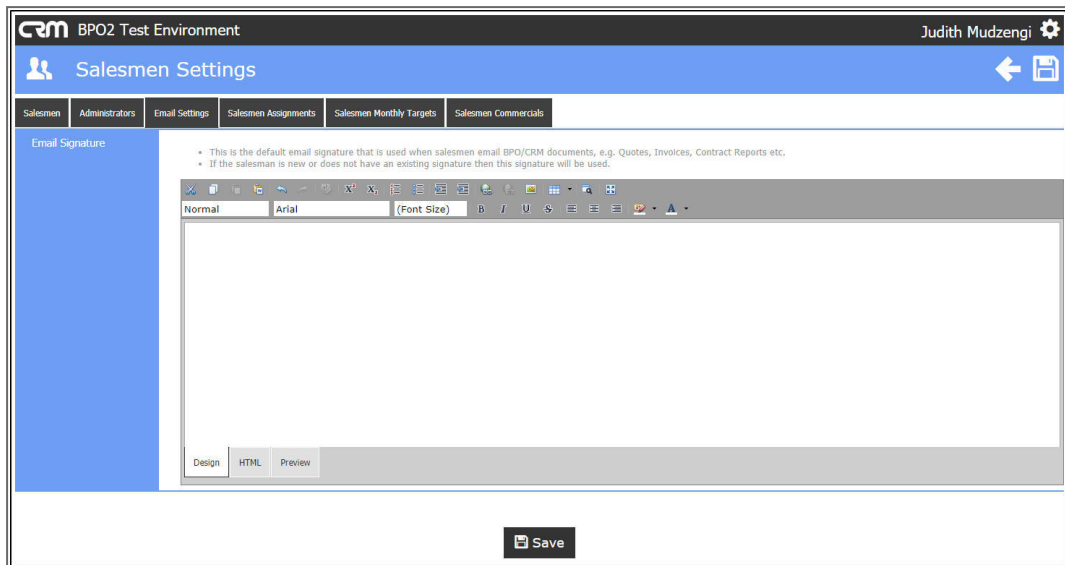 CRM BPO2 Test Environment Judith Mudzengi
Salesmen Settings
Salesmen Administrators Email Settings Salesmen Assignments Salesmen Monthly Targets Salesmen Commercials
Email Signature
• This is the default email signature that is used when salesmen email BPO/CRM documents, e.g. Quotes, Invoices, Contract Reports etc.
• If the salesman is new or does not have an existing signature then this signature will be used.
Normal Arial (Font Size) B I U S A
Design HTML Preview
Save